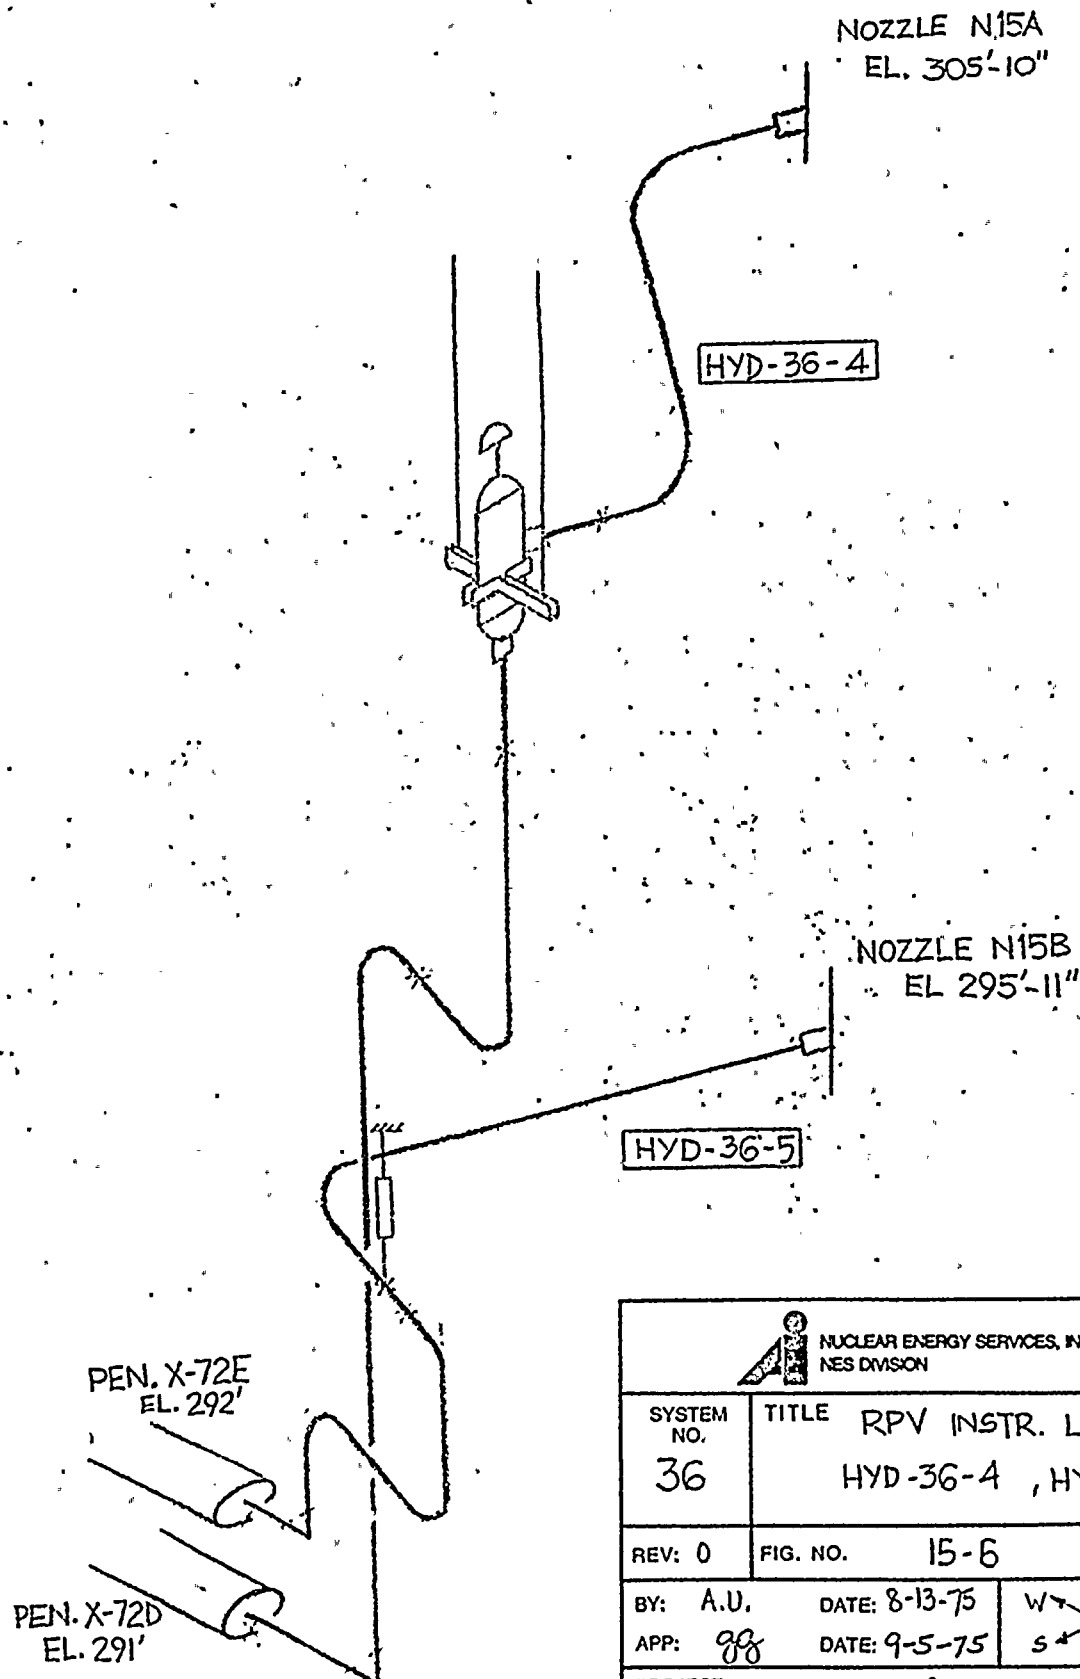 NOZZLE N15A
EL. 305'-10"
HYD-36-4
NOZZLE N15B
EL 295'-11"
HYD-36-5
PEN. X-72E
EL. 292'
PEN. X-72D
EL. 291'
NUCLEAR ENERGY SERVICES, IN
NES DIVISION
SYSTEM NO.
36
TITLE RPV INSTR. L
HYD-36-4 , HY
REV: 0
FIG. NO. 15-6
BY: A.U. DATE: 8-13-75
APP: gg DATE: 9-5-75
W
S